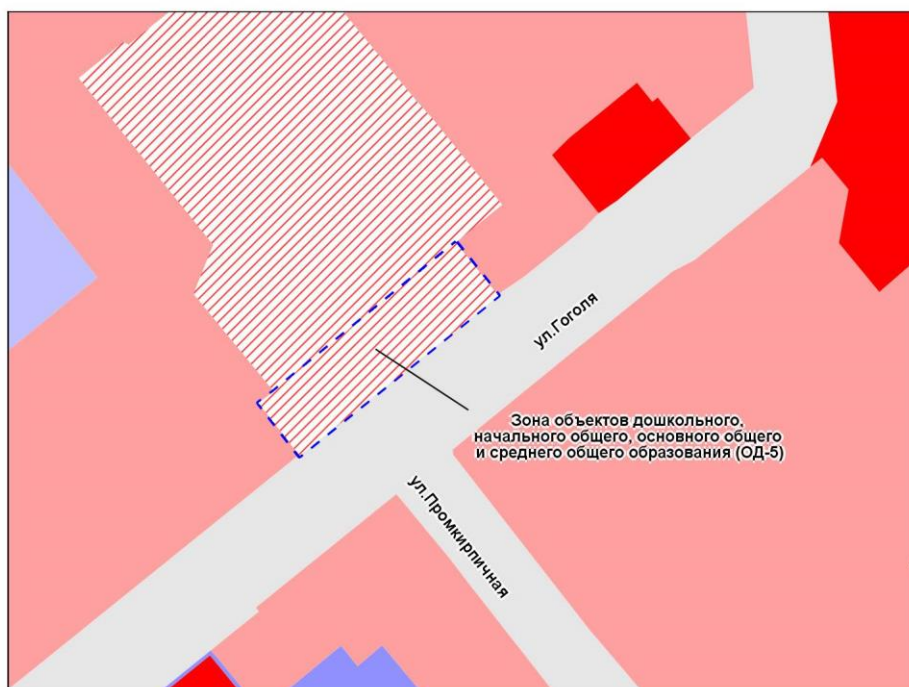 ул.Гоголя
Зона объектов дошкольного,
начального общего, основного общего
и среднего общего образования (ОД-5)
ул.Промкирпичная